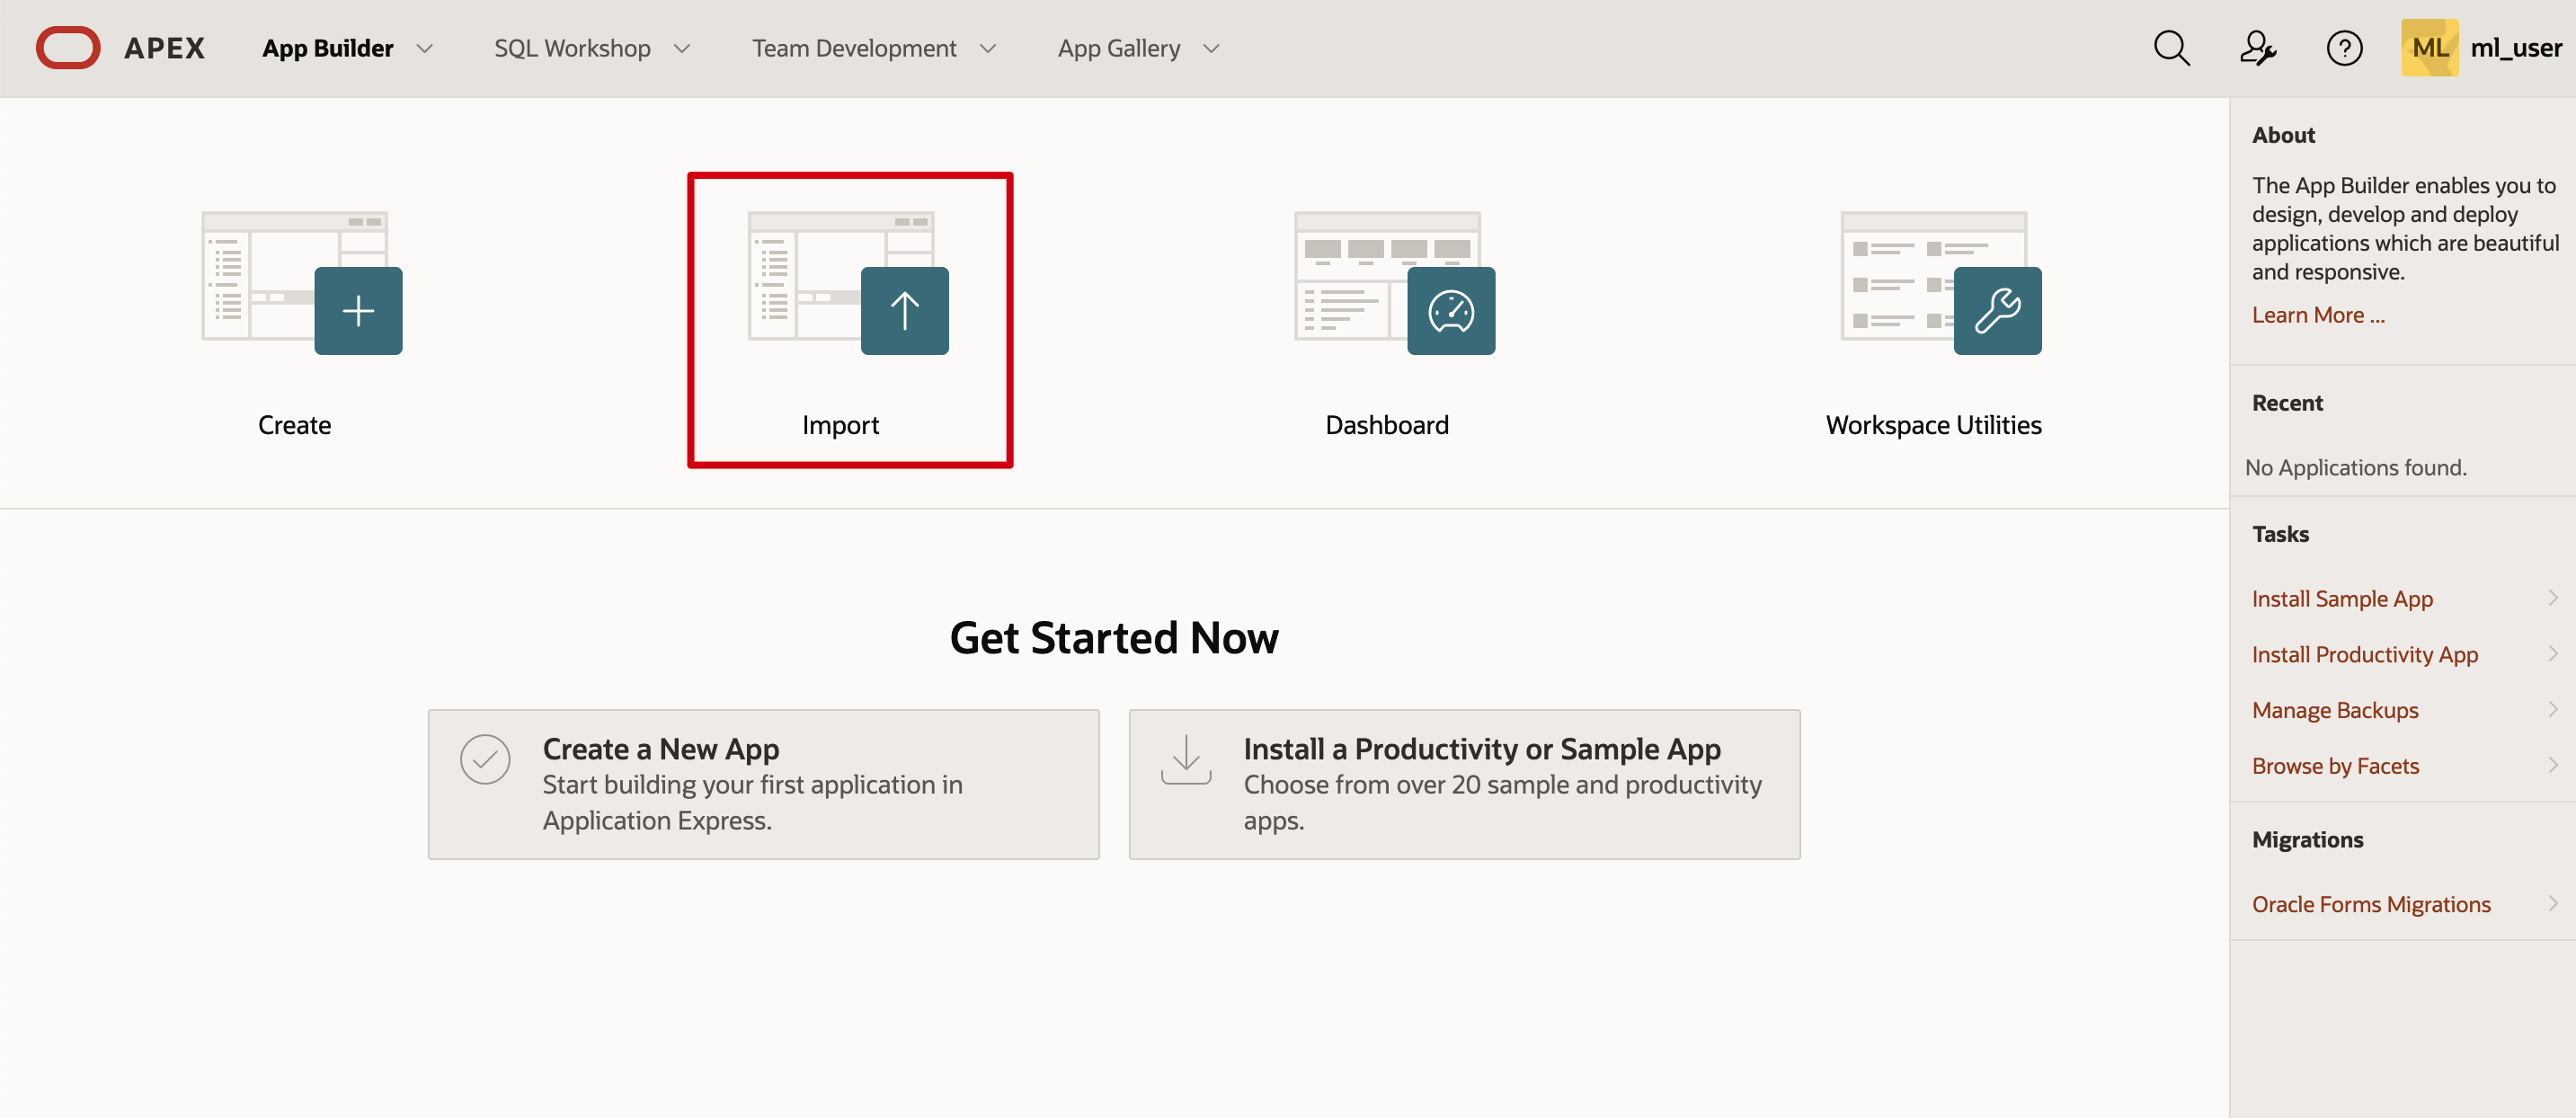 APEX App Builder SQL Workshop Team Development App Gallery ML ml_user
Create
Import
Dashboard
Workspace Utilities
Get Started Now
Create a New App
Start building your first application in
Application Express.
Install a Productivity or Sample App
Choose from over 20 sample and productivity
apps.
About
The App Builder enables you to
design, develop and deploy
applications which are beautiful
and responsive.
Learn More ...
Recent
No Applications found.
Tasks
Install Sample App
Install Productivity App
Manage Backups
Browse by Facets
Migrations
Oracle Forms Migrations